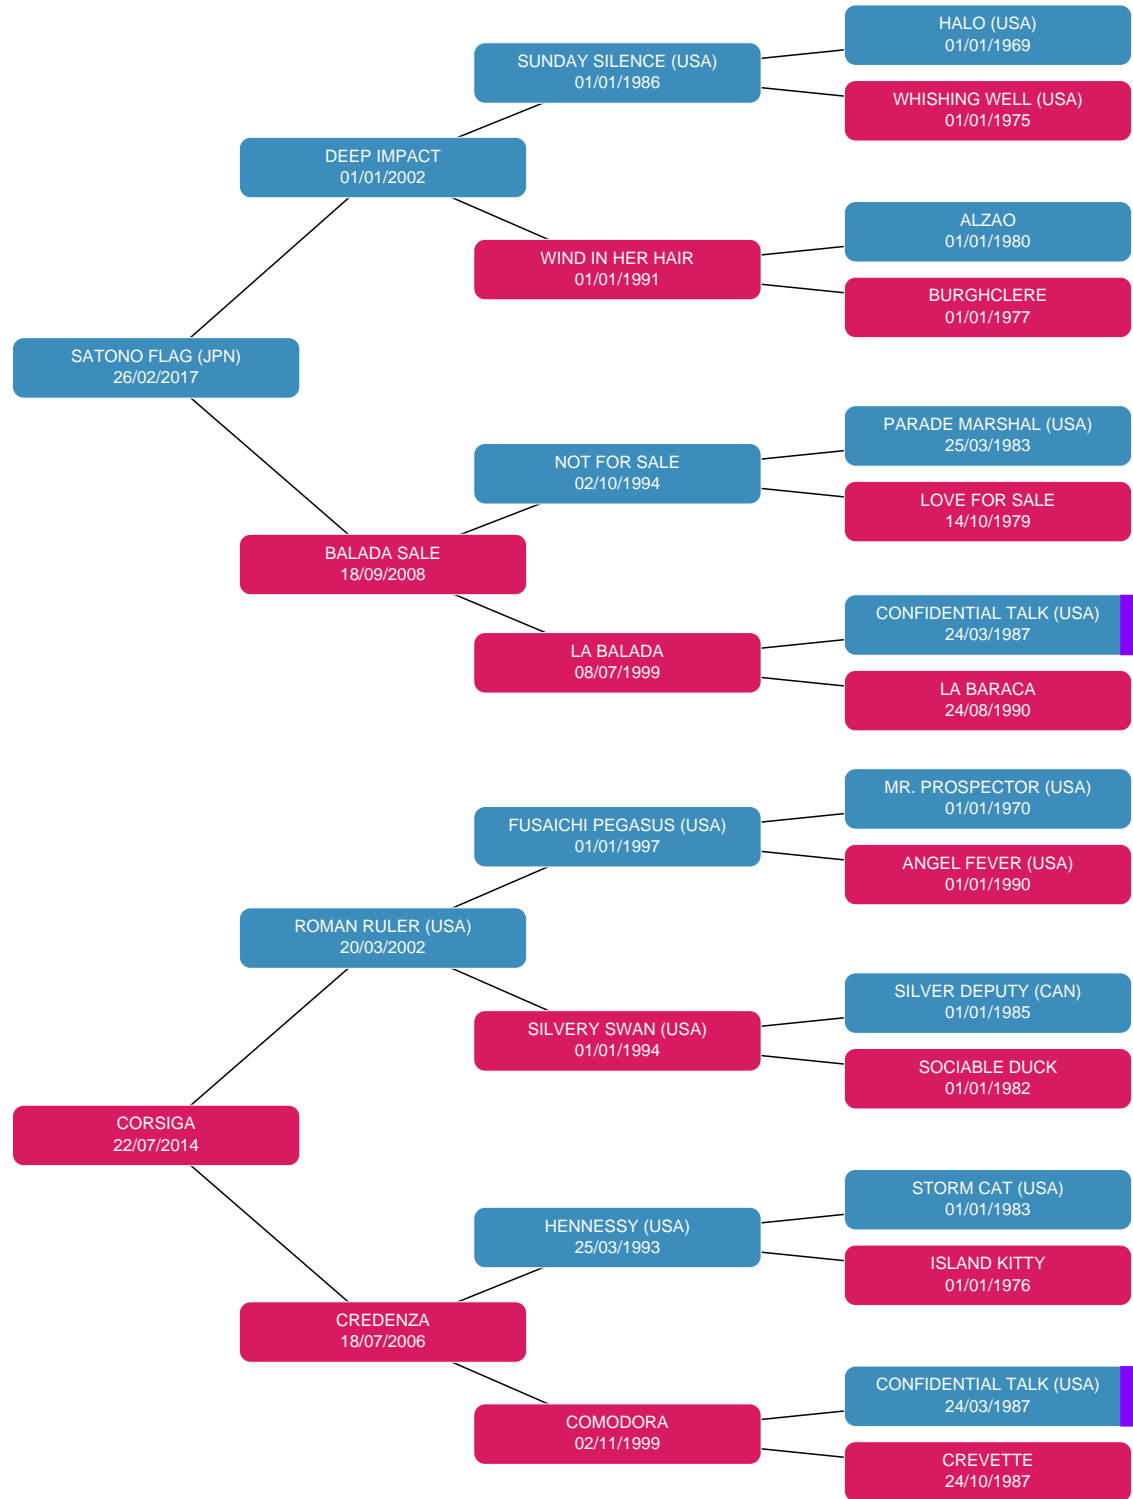 HALO (USA)
01/01/1969
SUNDAY SILENCE (USA)
01/01/1986
WHISHING WELL (USA)
01/01/1975
DEEP IMPACT
01/01/2002
ALZAO
01/01/1980
WIND IN HER HAIR
01/01/1991
BURGHCLERE
01/01/1977
SATONO FLAG (JPN)
26/02/2017
PARADE MARSHAL (USA)
25/03/1983
NOT FOR SALE
02/10/1994
LOVE FOR SALE
14/10/1979
BALADA SALE
18/09/2008
CONFIDENTIAL TALK (USA)
24/03/1987
LA BALADA
08/07/1999
LA BARACA
24/08/1990
MR. PROSPECTOR (USA)
01/01/1970
FUSAICHI PEGASUS (USA)
01/01/1997
ANGEL FEVER (USA)
01/01/1990
ROMAN RULER (USA)
20/03/2002
SILVER DEPUTY (CAN)
01/01/1985
SILVERY SWAN (USA)
01/01/1994
SOCIABLE DUCK
01/01/1982
CORSIGA
22/07/2014
STORM CAT (USA)
01/01/1983
HENNESSY (USA)
25/03/1993
ISLAND KITTY
01/01/1976
CREDENZA
18/07/2006
CONFIDENTIAL TALK (USA)
24/03/1987
COMODORA
02/11/1999
CREVETTE
24/10/1987